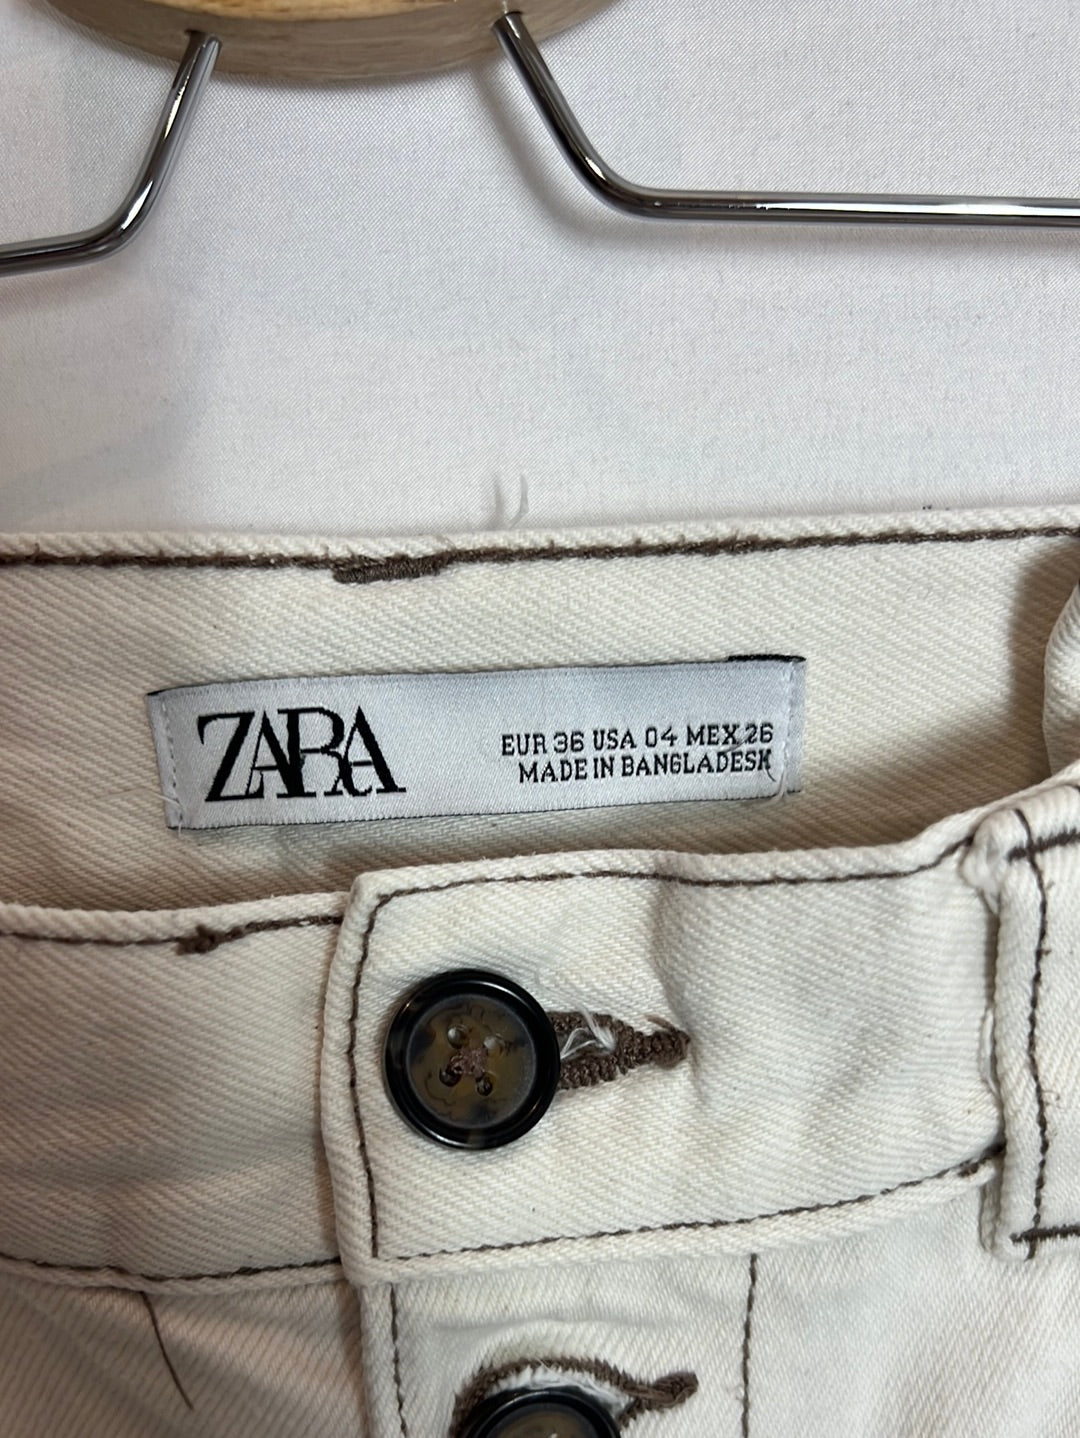 ZARA
EUR 36 USA 04 MEX 26
MADE IN BANGLADESH